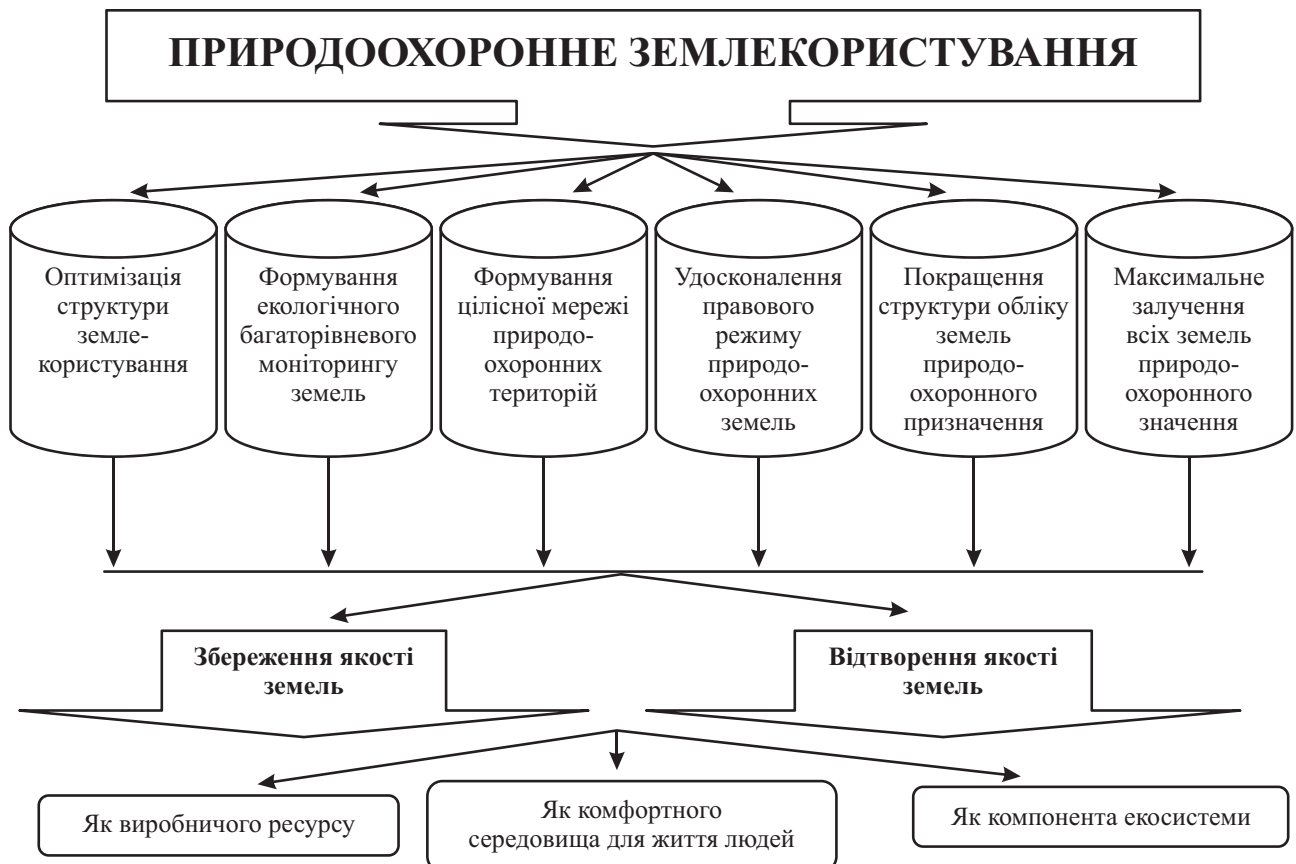 ПРИРОДООХОРОННЕ ЗЕМЛЕКОРИСТУВАННЯ
Оптимізація
структури
земле-
користування
Формування
екологічного
багаторівневого
моніторингу
земель
Формування
цілісної мережі
природо-
охоронних
територій
Удосконалення
правового
режиму
природо-
охоронних
земель
Покращення
структури обліку
земель
природо-
охоронного
призначення
Максимальне
залучення
всіх земель
природо-
охоронного
значення
Збереження якості
земель
Відтворення якості
земель
Як виробничого ресурсу
Як комфортного
середовища для життя людей
Як компонента екосистеми